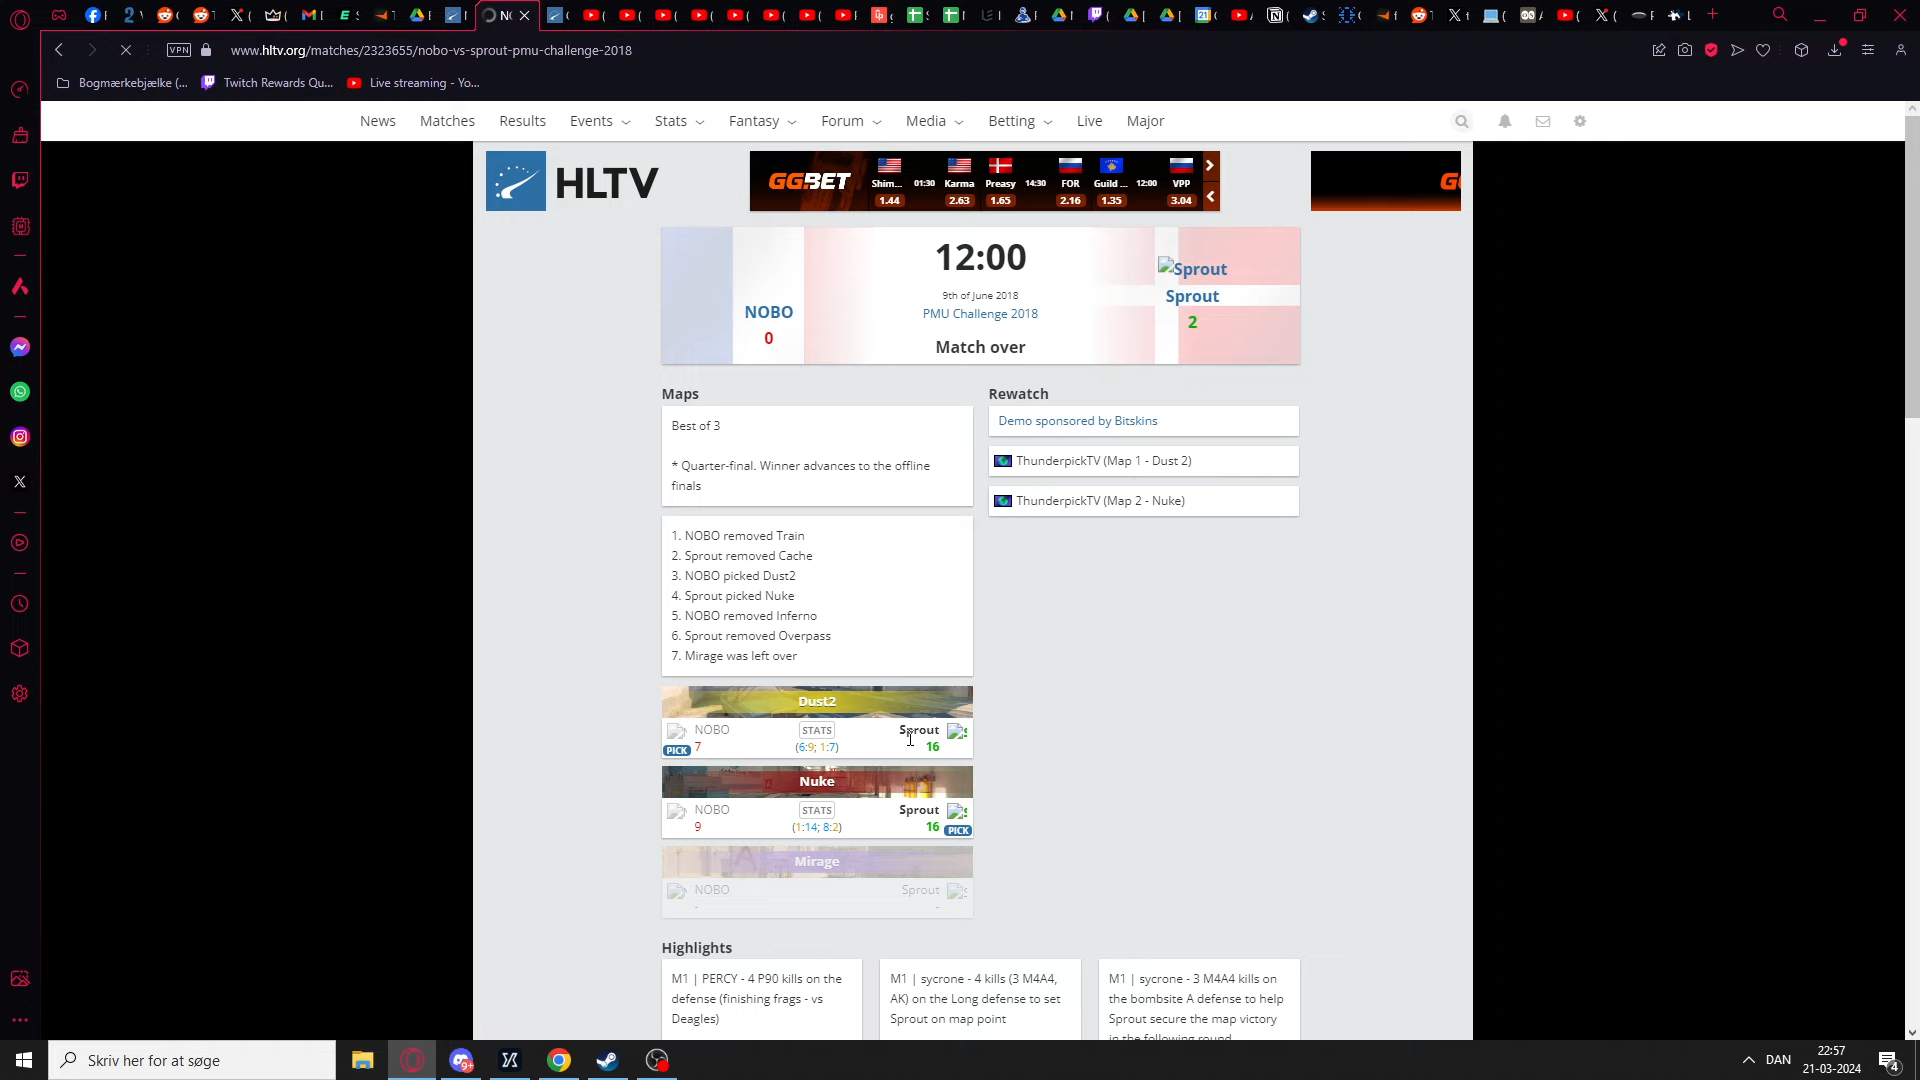 www.hltv.org/matches/2323655/nobo-vs-sprout-pmu-challenge-2018
VPN
Bogmærkebjælke (...
Twitch Rewards Qu...
Live streaming - Yo...
News
Matches
Results
Events
Stats
Fantasy
Forum
Media
Betting
Live
Major
HLTV
GG.BET
Shim... 01:30 Karma
1.44 2.63
Preasy 14:30 FOR
1.65 2.16
Guild ... 12:00 VPP
1.35 3.04
12:00
9th of June 2018
PMU Challenge 2018
Match over
NOBO
0
Sprout
Sprout
2
Maps
Best of 3
* Quarter-final. Winner advances to the offline
finals
1. NOBO removed Train
2. Sprout removed Cache
3. NOBO picked Dust2
4. Sprout picked Nuke
5. NOBO removed Inferno
6. Sprout removed Overpass
7. Mirage was left over
Rewatch
Demo sponsored by Bitskins
ThunderpickTV (Map 1 - Dust 2)
ThunderpickTV (Map 2 - Nuke)
Dust2
NOBO STATS Sprout
PICK 7 (6:9; 1:7) 16
Nuke
NOBO STATS Sprout
9 (1:14; 8:2) 16 PICK
Mirage
NOBO Sprout
- -
Highlights
M1 | PERCY - 4 P90 kills on the
defense (finishing frags - vs
Deagles)
M1 | sycrone - 4 kills (3 M4A4,
AK) on the Long defense to set
Sprout on map point
M1 | sycrone - 3 M4A4 kills on
the bombsite A defense to help
Sprout secure the map victory
in the following round
Skriv her for at søge
9+
DAN
22:57
21-03-2024
4